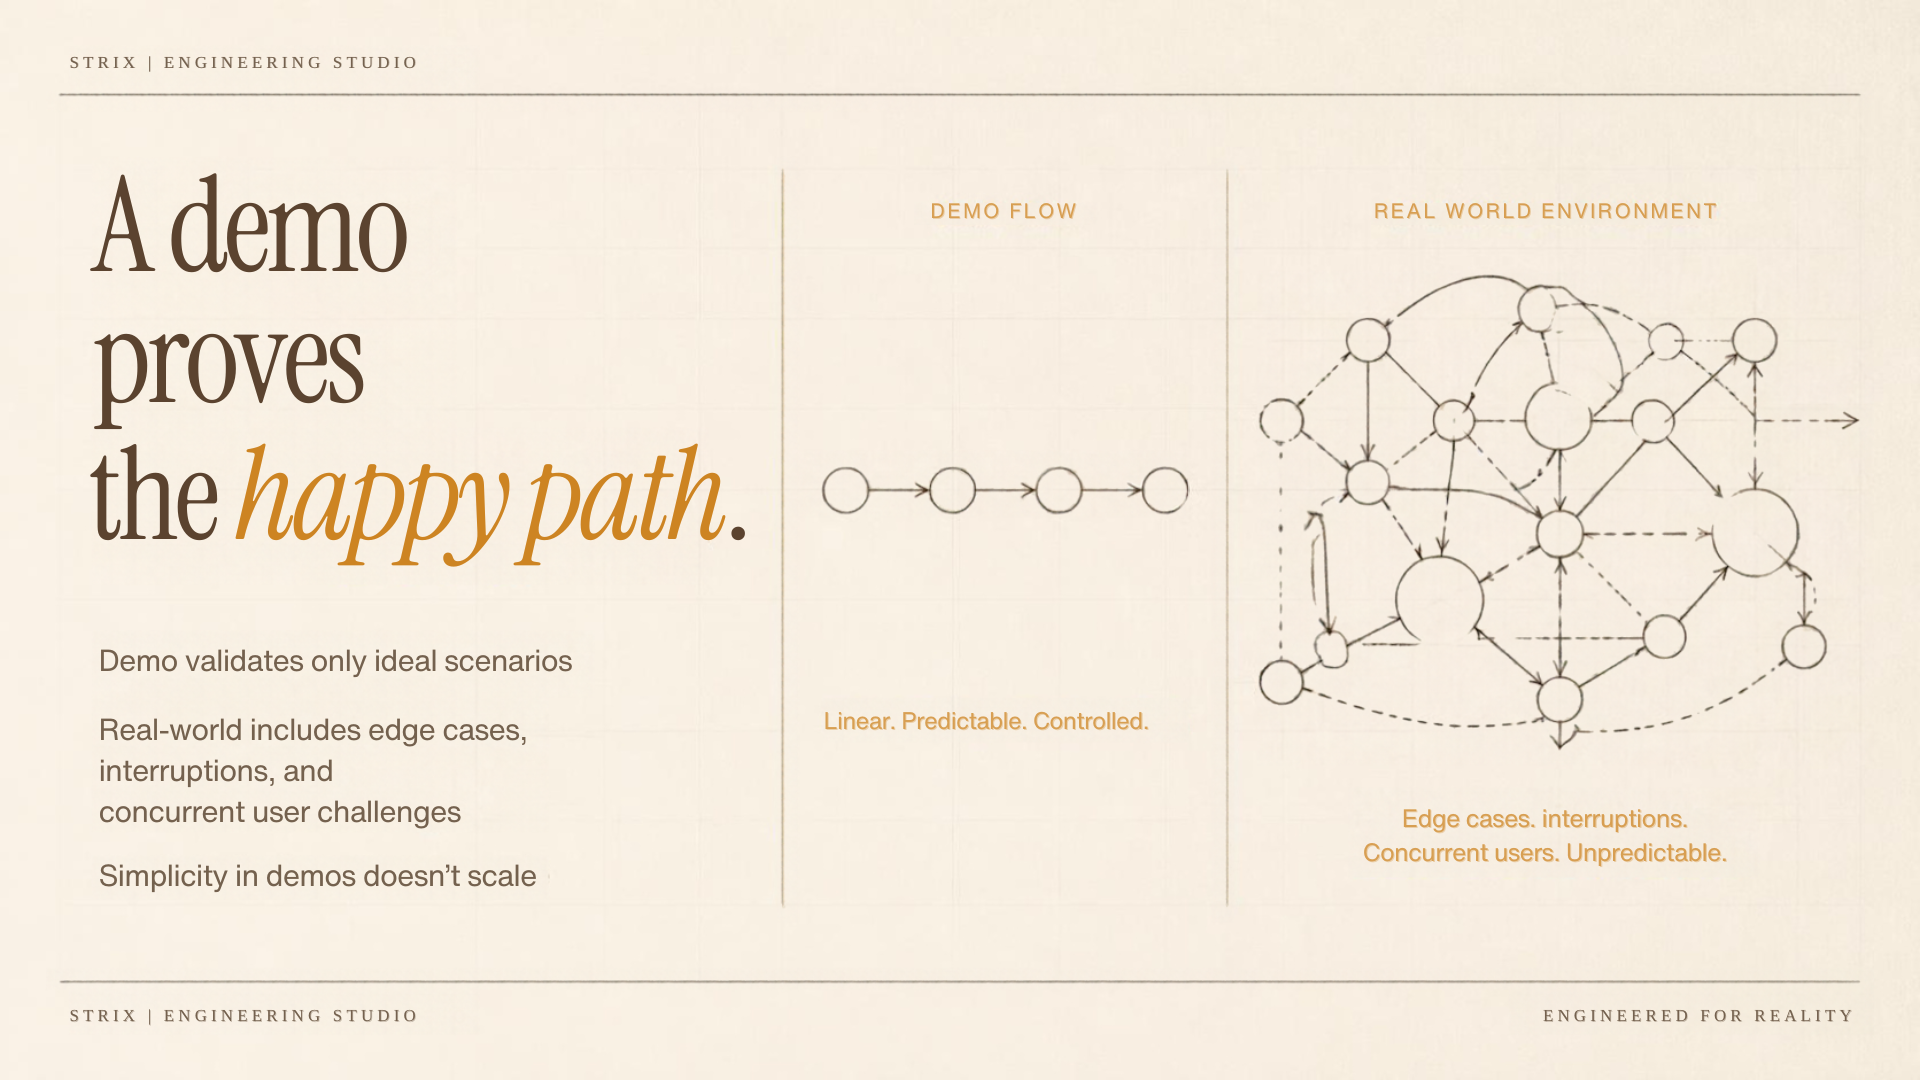 STRIX | ENGINEERING STUDIO
A demo
proves
the happy path.
Demo validates only ideal scenarios
Real-world includes edge cases,
interruptions, and
concurrent user challenges
Simplicity in demos doesn’t scale
DEMO FLOW
Linear. Predictable. Controlled.
REAL WORLD ENVIRONMENT
Edge cases. interruptions.
Concurrent users. Unpredictable.
STRIX | ENGINEERING STUDIO
ENGINEERED FOR REALITY